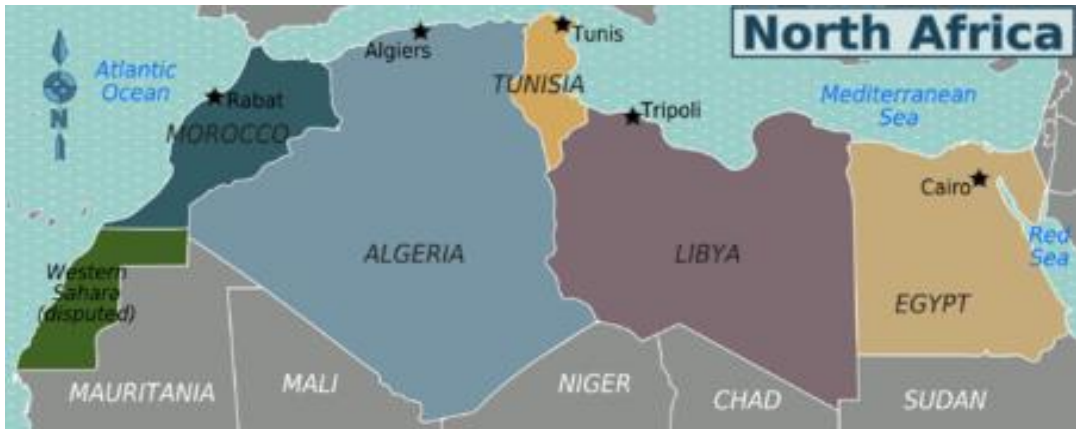 North Africa
Atlantic
Ocean
N
Rabat
MOROCCO
Algiers
Tunis
TUNISIA
Tripoli
Mediterranean
Sea
Cairo
Red
Sea
Western
Sahara
(disputed)
ALGERIA
LIBYA
EGYPT
MAURITANIA
MALI
NIGER
CHAD
SUDAN